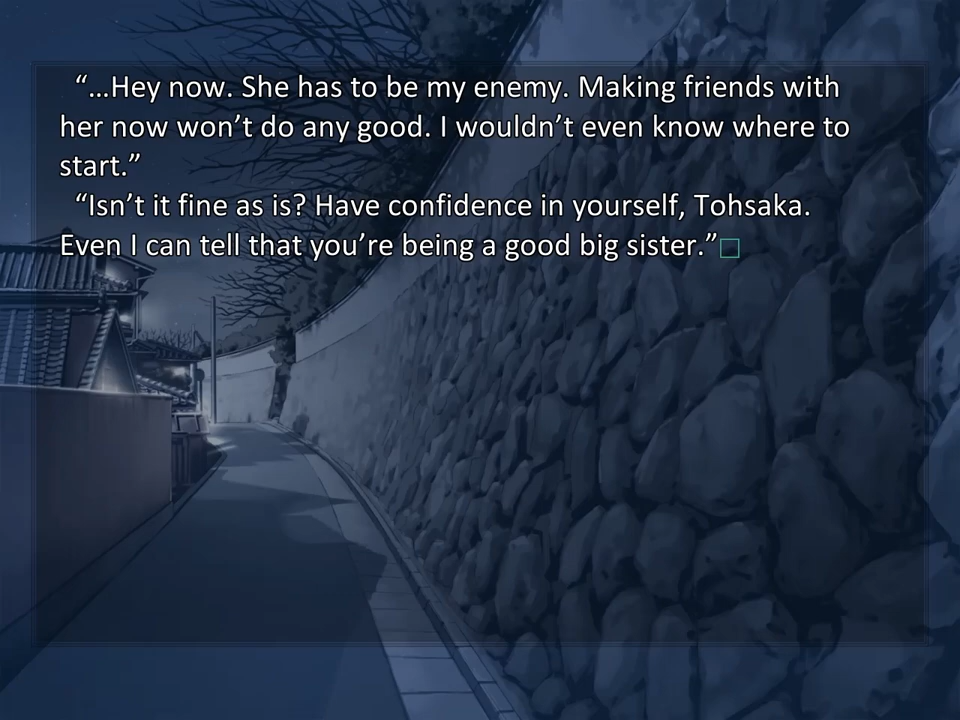 “…Hey now. She has to be my enemy. Making friends with
her now won’t do any good. I wouldn’t even know where to
start.”
“Isn’t it fine as is? Have confidence in yourself, Tohsaka.
Even I can tell that you’re being a good big sister.”